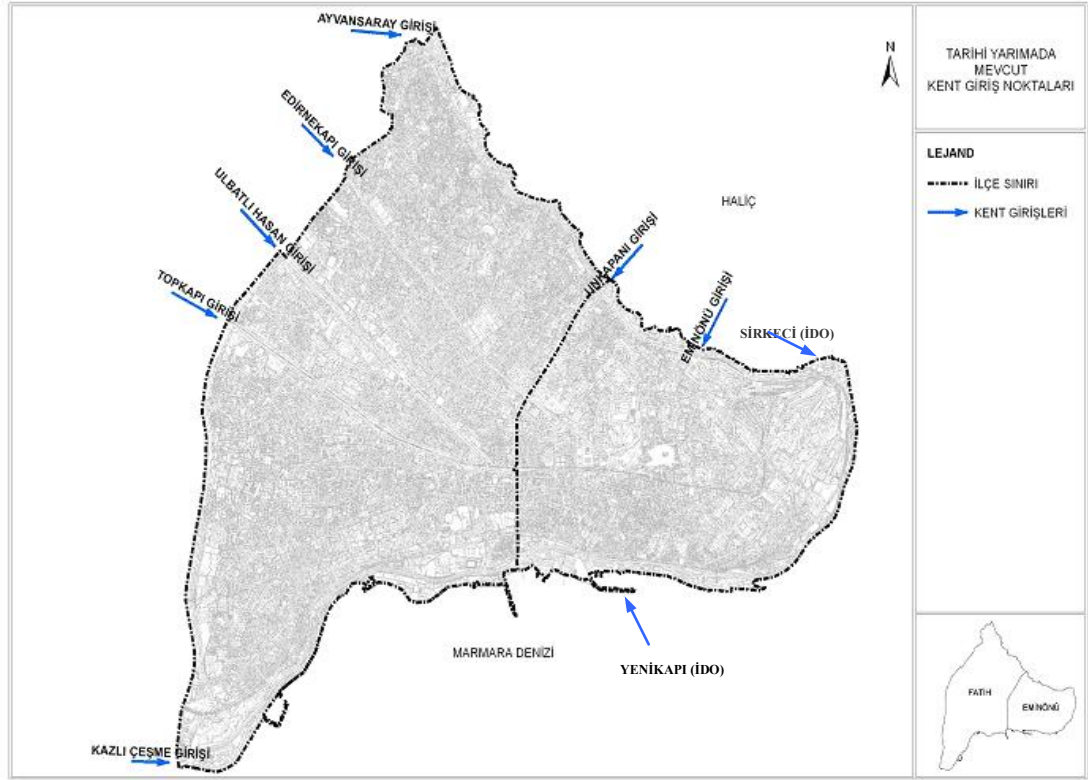 AYVANSARAY GİRİŞİ
EDİRNEKAPI GİRİŞİ
ULBATLI HASAN GİRİŞİ
TOPKAPI GİRİŞİ
KAZLI ÇEŞME GİRİŞİ
UNKAPANI GİRİŞİ
EMİNÖNÜ GİRİŞİ
SİRKECİ (İDO)
HALİÇ
MARMARA DENİZİ
YENİKAPI (İDO)
N
TARİHİ YARIMADA
MEVCUT
KENT GİRİŞ NOKTALARI
LEJAND
İLÇE SINIRI
KENT GİRİŞLERİ
FATİH
EMİNÖNÜ